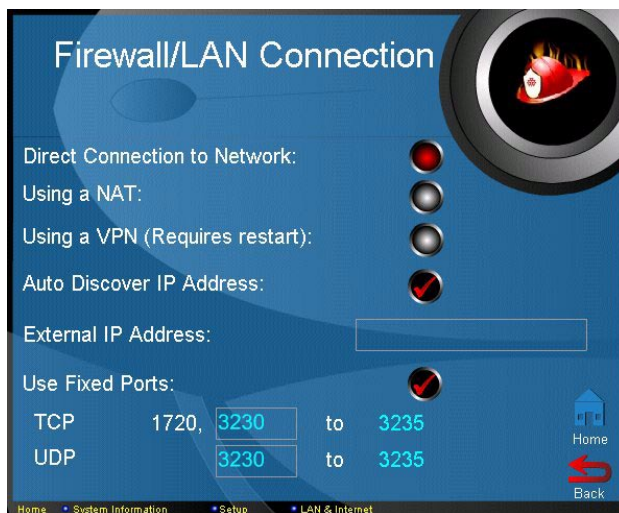 Firewall/LAN Connection
Direct Connection to Network:
Using a NAT:
Using a VPN (Requires restart):
Auto Discover IP Address:
External IP Address:
Use Fixed Ports:
TCP 1720, 3230 to 3235
UDP 3230 to 3235
Home
Back
Home • System Information • Setup • LAN & Internet